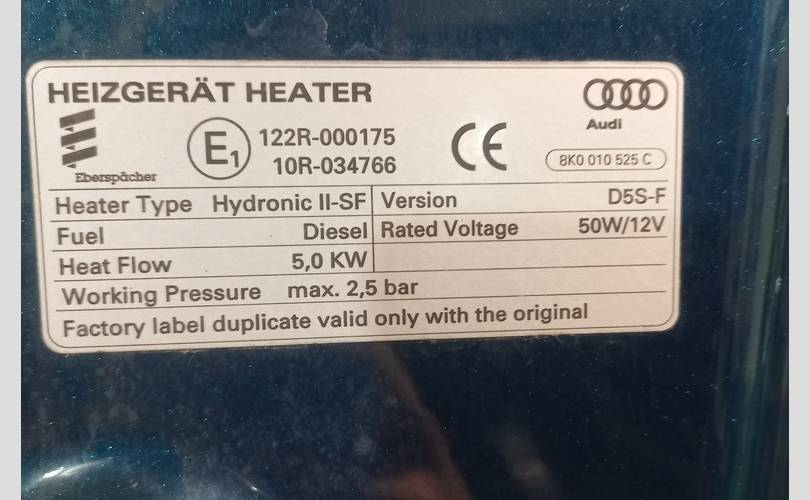 HEIZGERÄT HEATER
Eberspächer
E1
122R-000175
10R-034766
CE
Audi
8K0 010 525 C
Heater Type Hydronic II-SF Version D5S-F
Fuel Diesel Rated Voltage 50W/12V
Heat Flow 5,0 KW
Working Pressure max. 2,5 bar
Factory label duplicate valid only with the original